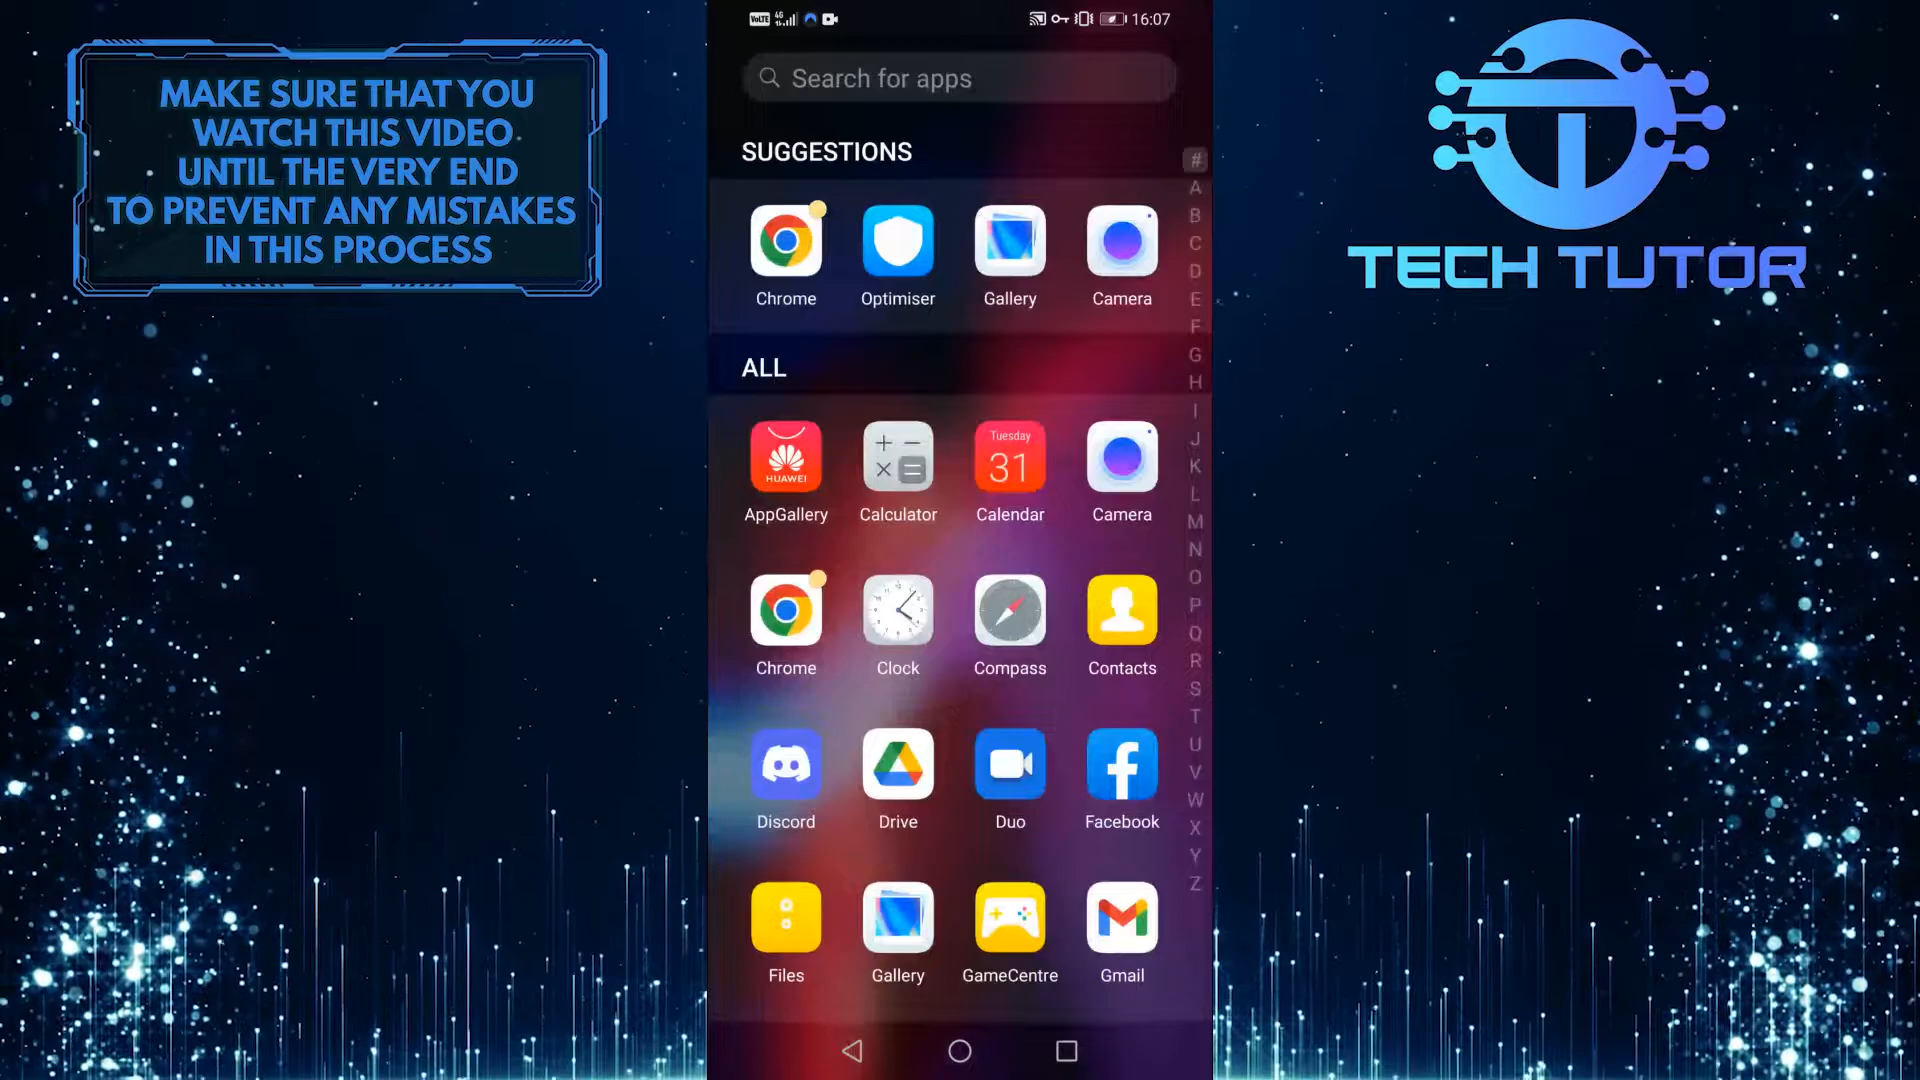 MAKE SURE THAT YOU
WATCH THIS VIDEO
UNTIL THE VERY END
TO PREVENT ANY MISTAKES
IN THIS PROCESS
VoLTE 4G 16:07
Search for apps
SUGGESTIONS
Chrome Optimiser Gallery Camera
ALL
Tuesday
31
HUAWEI
AppGallery Calculator Calendar Camera
Chrome Clock Compass Contacts
Discord Drive Duo Facebook
Files Gallery GameCentre Gmail
#
A
B
C
D
E
F
G
H
I
J
K
L
M
N
O
P
Q
R
S
T
U
V
W
X
Y
Z
TECH TUTOR